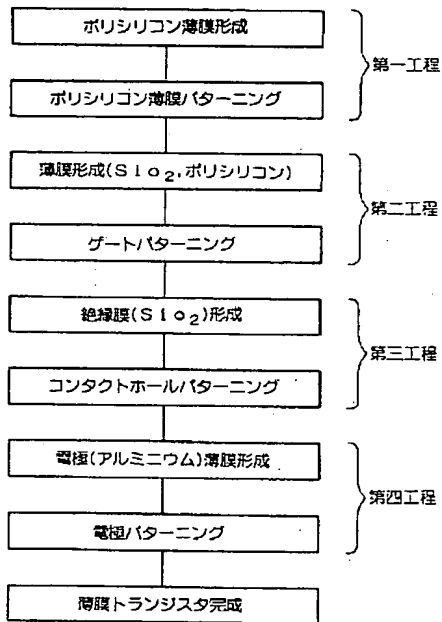 ポリシリコン薄膜形成
ポリシリコン薄膜パターニング
第一工程
薄膜形成(SiO₂,ポリシリコン)
ゲートパターニング
第二工程
絶縁膜(SiO₂)形成
コンタクトホールパターニング
第三工程
電極(アルミニウム)薄膜形成
電極パターニング
第四工程
薄膜トランジスタ完成